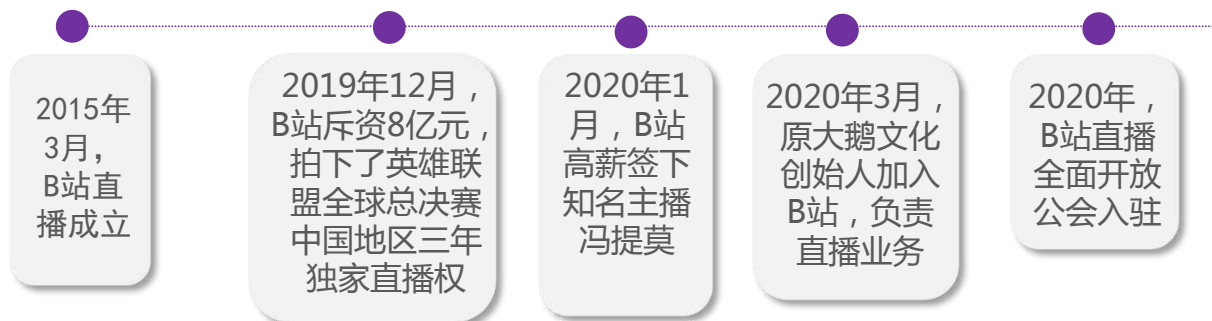 2015年
3月，
B站直
播成立
2019年12月，
B站斥资8亿元，
拍下了英雄联
盟全球总决赛
中国地区三年
独家直播权
2020年1
月，B站
高薪签下
知名主播
冯提莫
2020年3月，
原大鹅文化
创始人加入
B站，负责
直播业务
2020年，
B站直播
全面开放
公会入驻